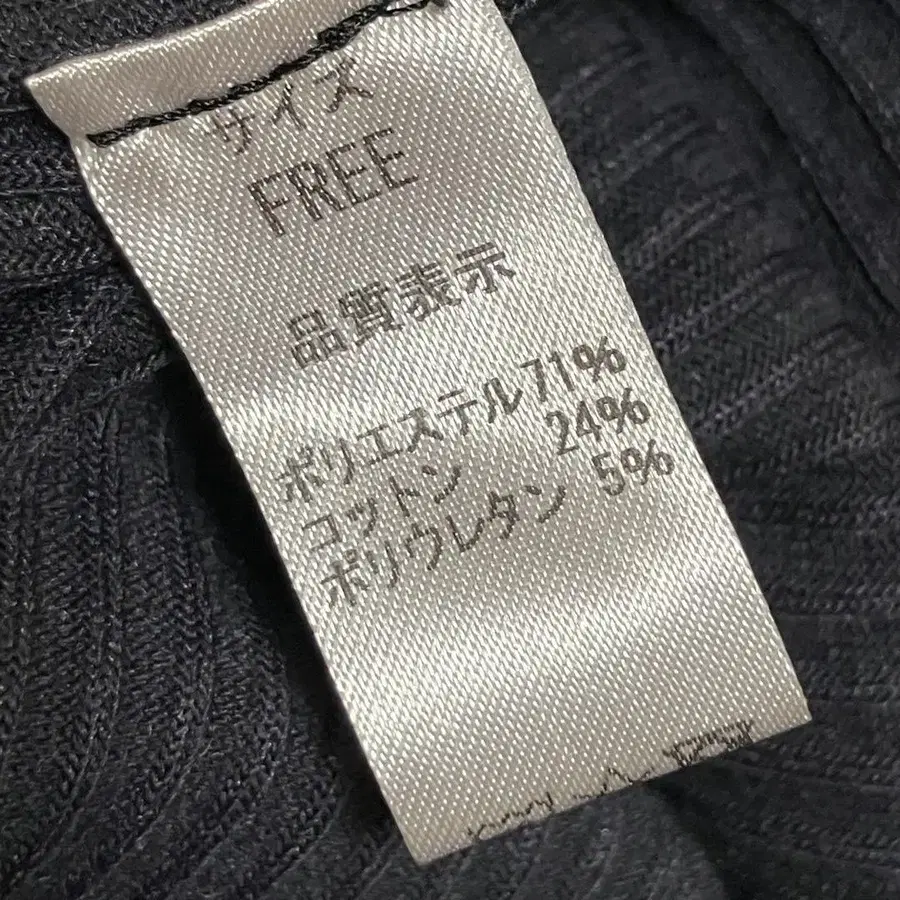 サイズ
FREE
品質表示
ポリエステル71%
コットン 24%
ポリウレタン 5%